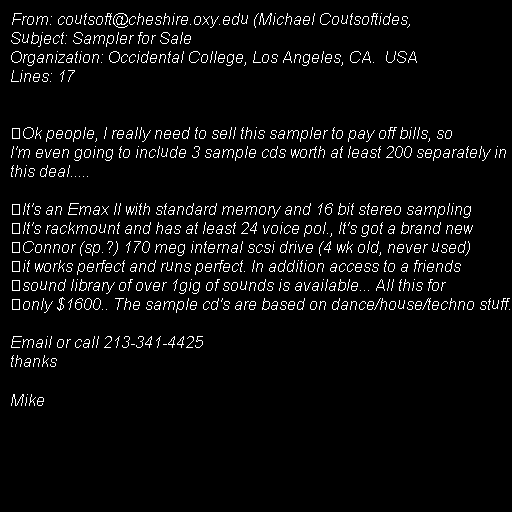 From: coutsoft@cheshire.oxy.edu (Michael Coutsoftides,
Subject: Sampler for Sale
Organization: Occidental College, Los Angeles, CA.  USA
Lines: 17
Ok people, I really need to sell this sampler to pay off bills, so
I'm even going to include 3 sample cds worth at least 200 separately in
this deal.....
It's an Emax II with standard memory and 16 bit stereo sampling
It's rackmount and has at least 24 voice pol., It's got a brand new
Connor (sp.?) 170 meg internal scsi drive (4 wk old, never used)
it works perfect and runs perfect. In addition access to a friends
sound library of over 1gig of sounds is available... All this for
only $1600.. The sample cd's are based on dance/house/techno stuff.
Email or call 213-341-4425
thanks
Mike